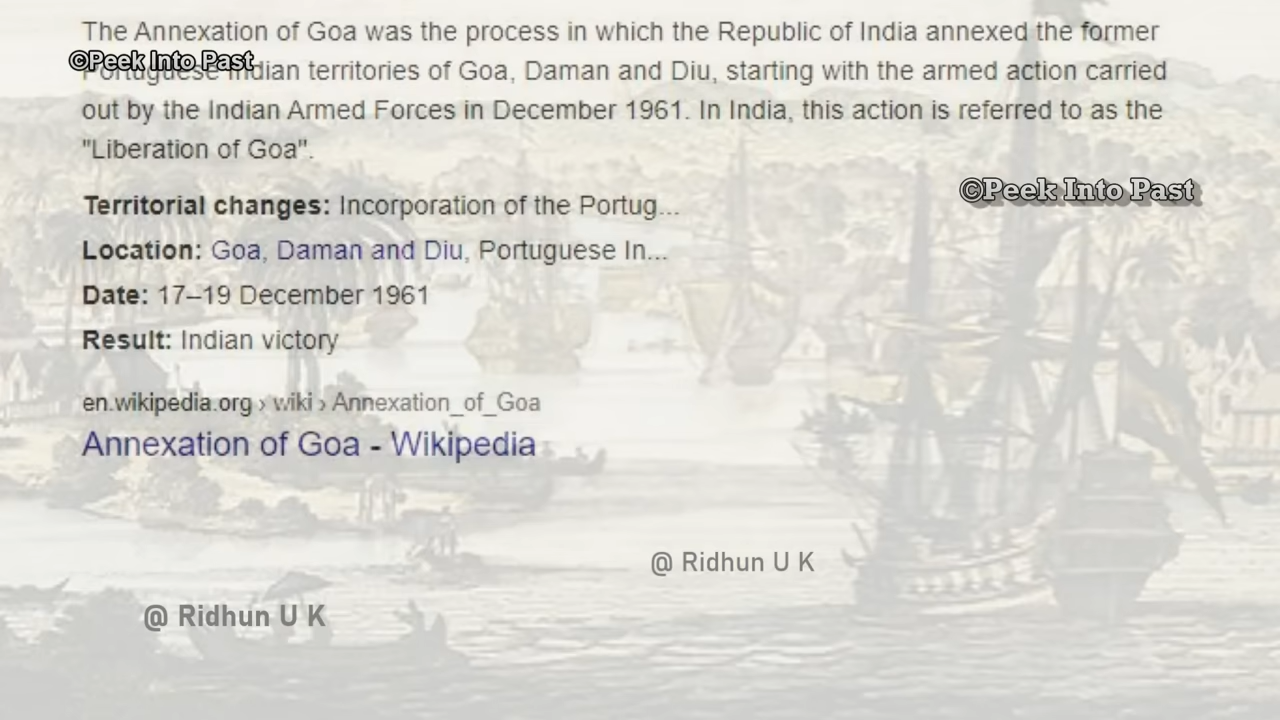 The Annexation of Goa was the process in which the Republic of India annexed the former
©Peek Into Past
Portuguese Indian territories of Goa, Daman and Diu, starting with the armed action carried
out by the Indian Armed Forces in December 1961. In India, this action is referred to as the
"Liberation of Goa".
©Peek Into Past
Territorial changes: Incorporation of the Portug...
Location: Goa, Daman and Diu, Portuguese In...
Date: 17–19 December 1961
Result: Indian victory
en.wikipedia.org › wiki › Annexation_of_Goa
Annexation of Goa - Wikipedia
@ Ridhun U K
@ Ridhun U K